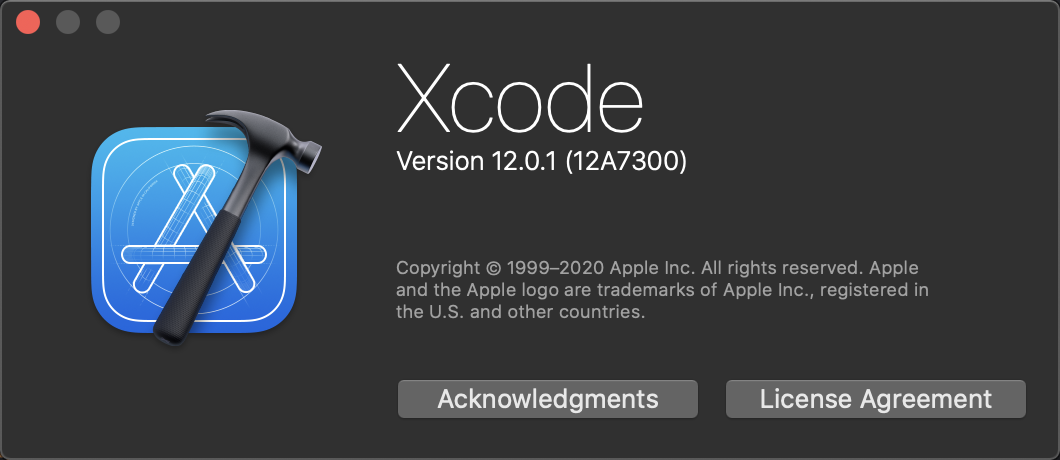 Xcode
Version 12.0.1 (12A7300)
Copyright © 1999–2020 Apple Inc. All rights reserved. Apple
and the Apple logo are trademarks of Apple Inc., registered in
the U.S. and other countries.
Acknowledgments
License Agreement